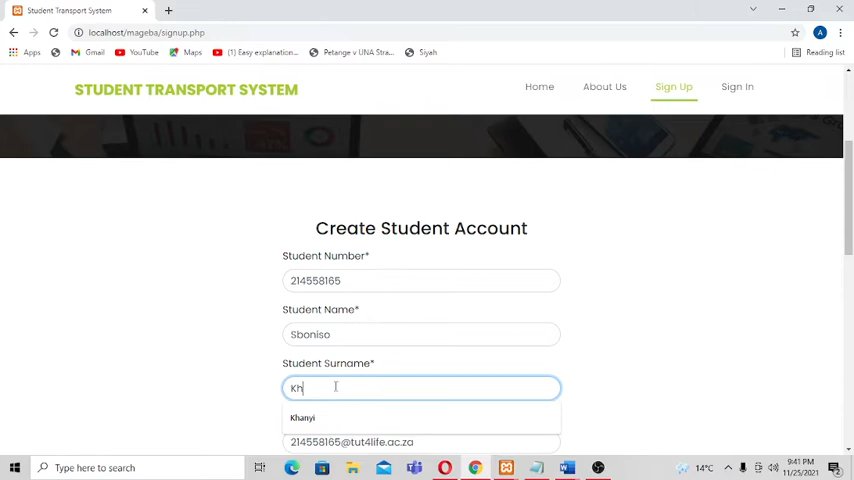 Student Transport System
localhost/mageba/signup.php
Apps
Gmail
YouTube
Maps
(1) Easy explanation...
Petange v UNA Stra...
Siyah
Reading list
A
STUDENT TRANSPORT SYSTEM
Home
About Us
Sign Up
Sign In
Create Student Account
Student Number*
214558165
Student Name*
Sboniso
Student Surname*
Kh
Khanyi
214558165@tut4life.ac.za
Type here to search
14°C
9:41 PM
11/25/2021
2